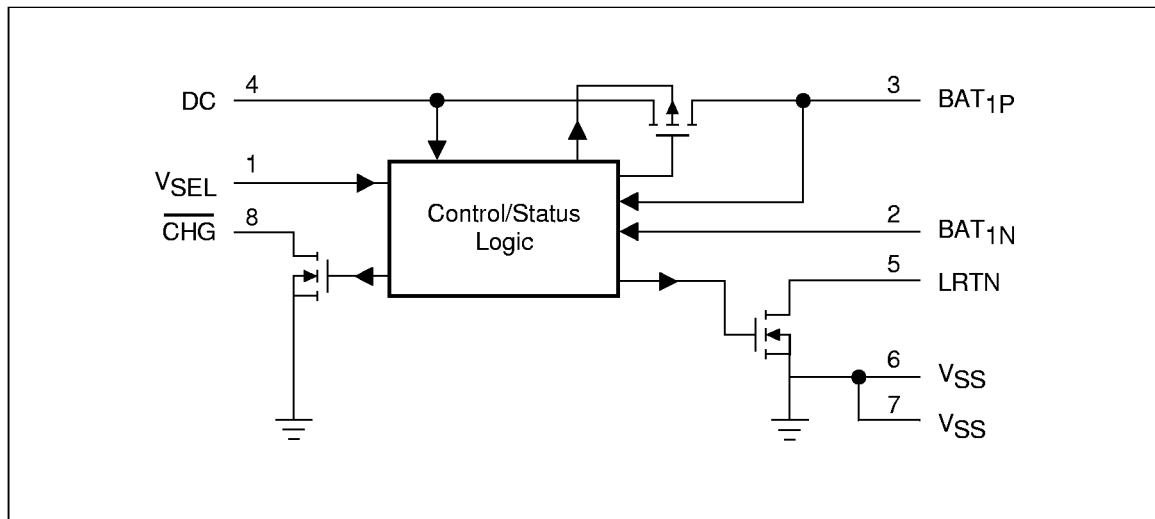 DC 4
3 BAT1P
VSEL 1
CHG 8
Control/Status
Logic
2 BAT1N
5 LRTN
6 VSS
7 VSS